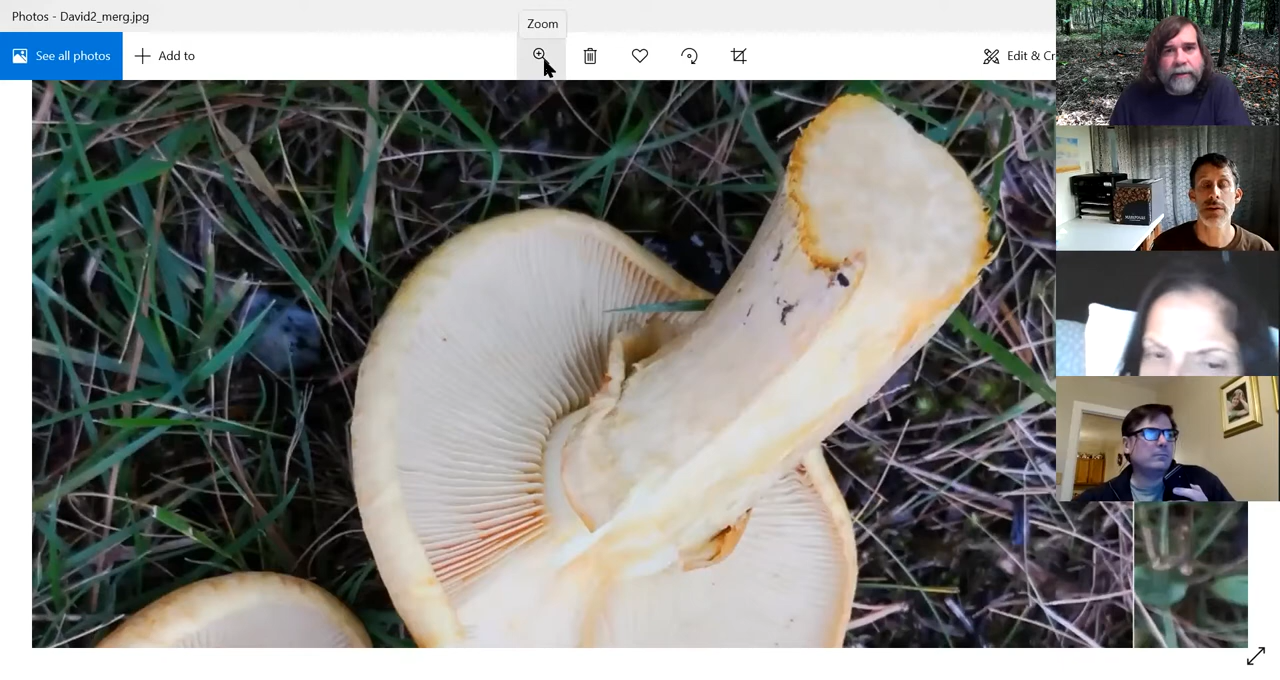 Photos - David2_merg.jpg
Zoom
See all photos
Add to
Edit & Cr